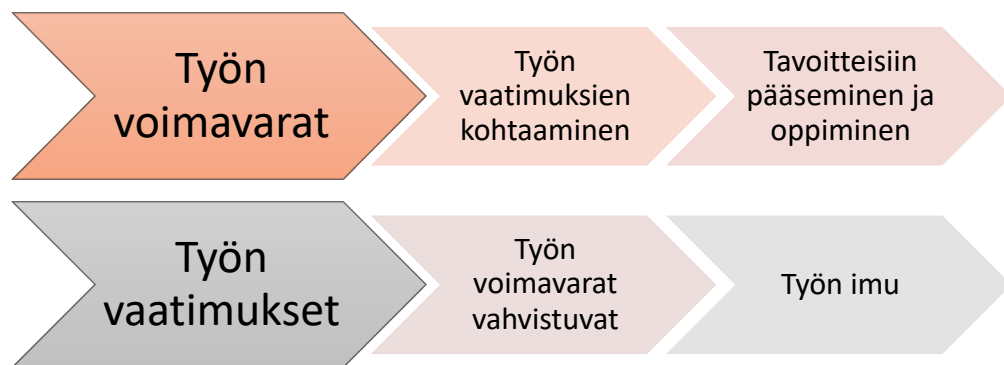 Työn
voimavarat
Työn
vaatimuksien
kohtaaminen
Tavoitteisiin
pääseminen ja
oppiminen
Työn
vaatimukset
Työn
voimavarat
vahvistuvat
Työn imu